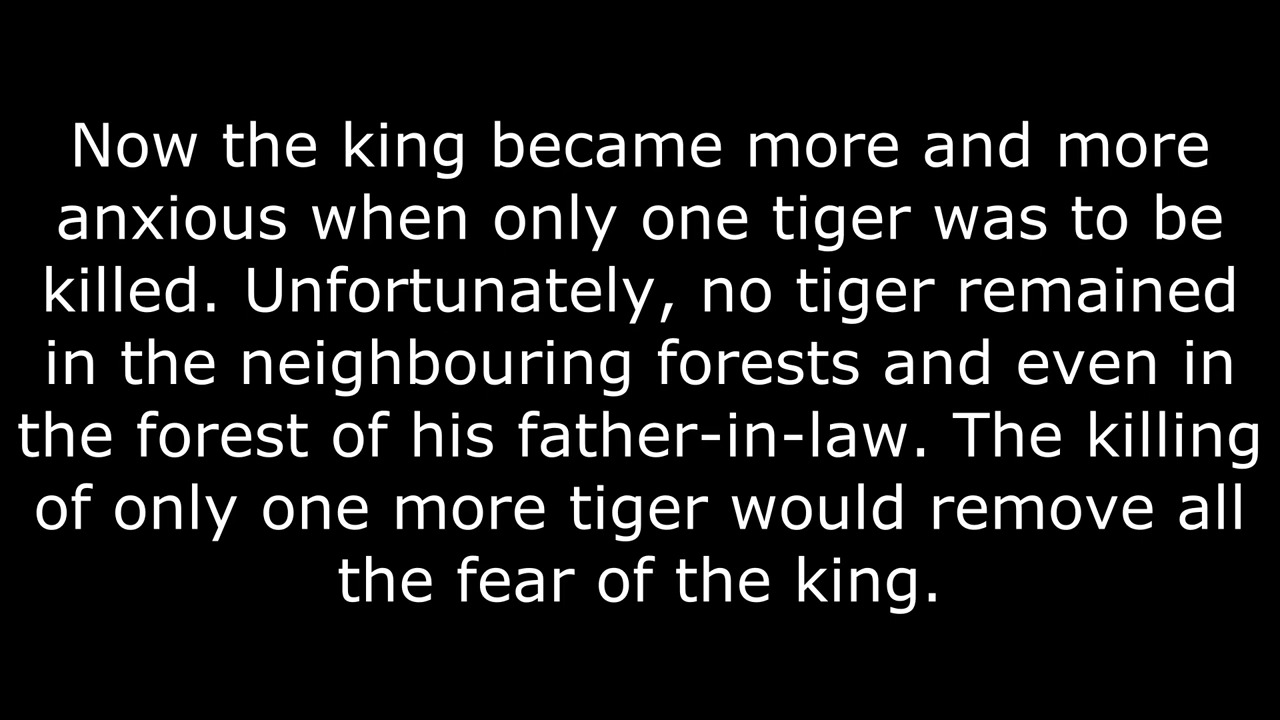 Now the king became more and more
anxious when only one tiger was to be
killed. Unfortunately, no tiger remained
in the neighbouring forests and even in
the forest of his father-in-law. The killing
of only one more tiger would remove all
the fear of the king.